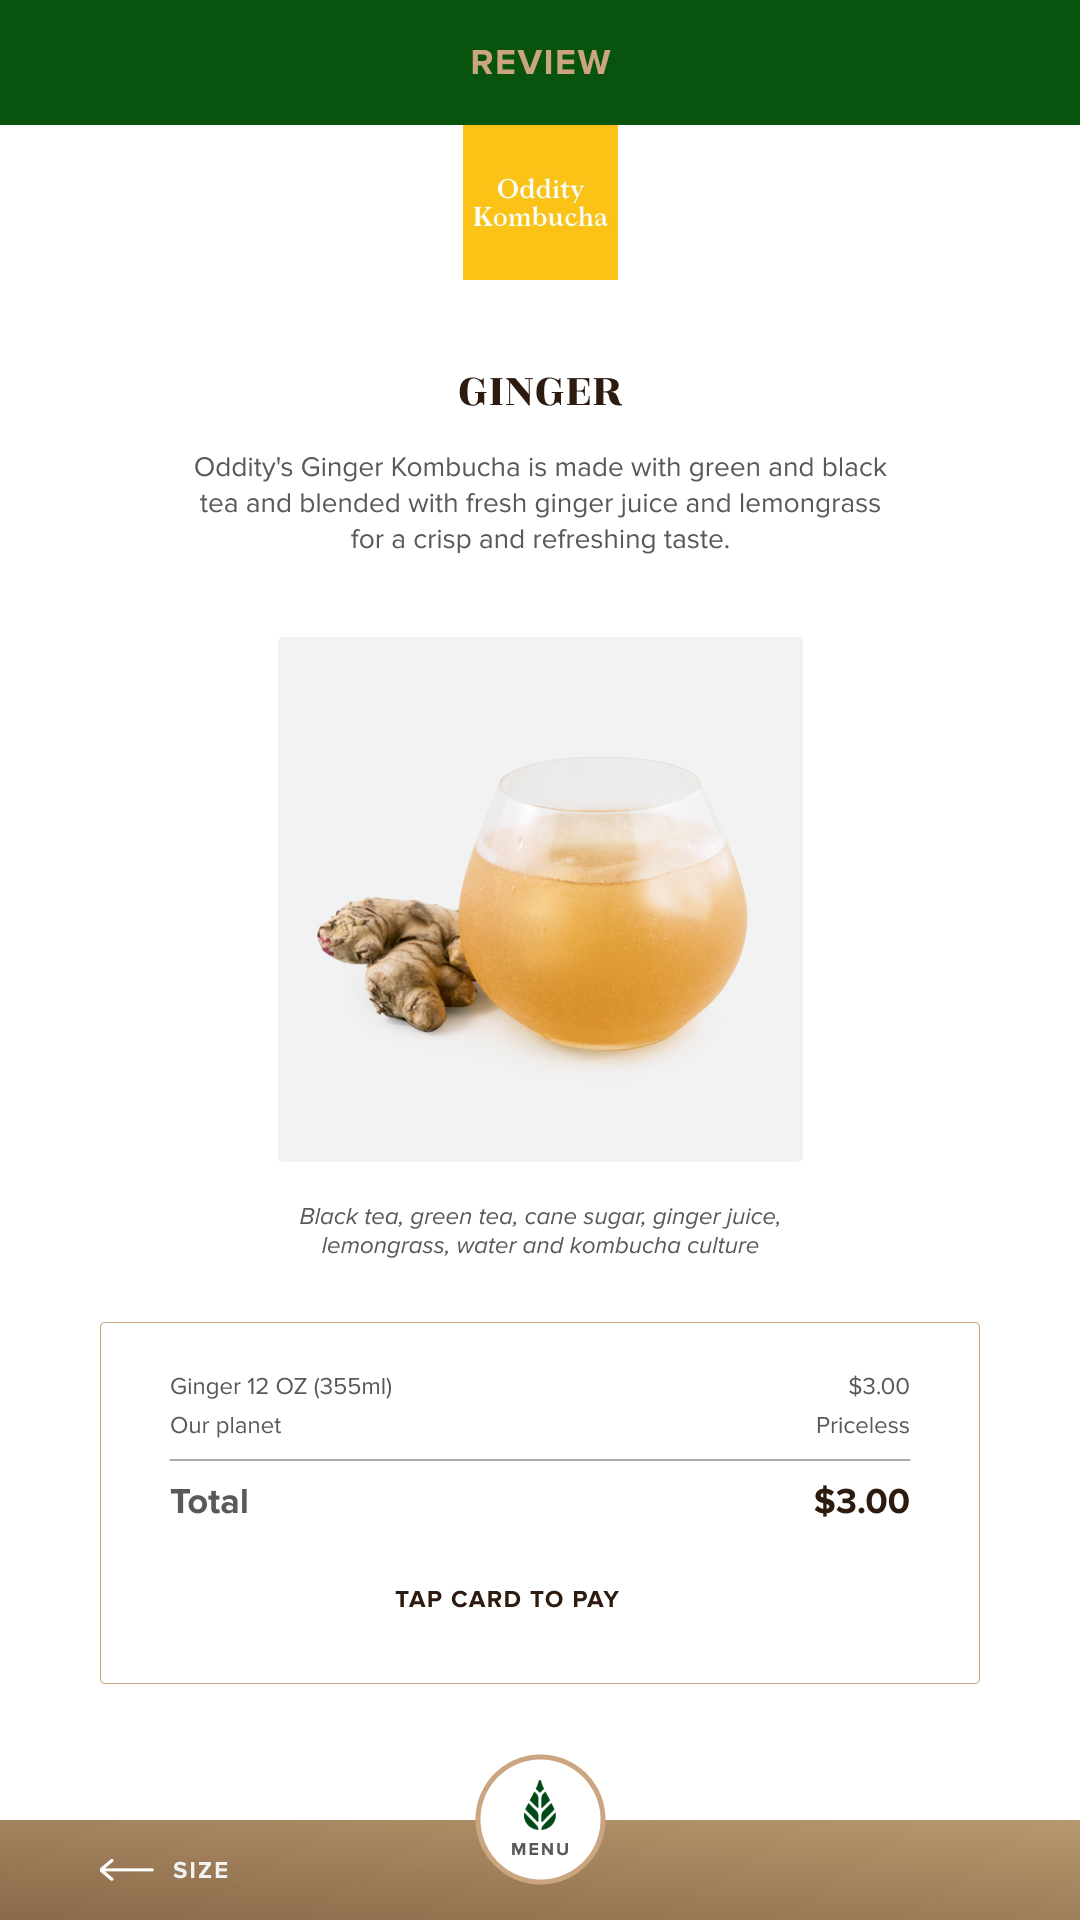 REVIEW
Oddity
Kombucha
GINGER
Oddity's Ginger Kombucha is made with green and black
tea and blended with fresh ginger juice and lemongrass
for a crisp and refreshing taste.
Black tea, green tea, cane sugar, ginger juice,
lemongrass, water and kombucha culture
Ginger 12 OZ (355ml) $3.00
Our planet Priceless
Total $3.00
TAP CARD TO PAY
MENU
SIZE